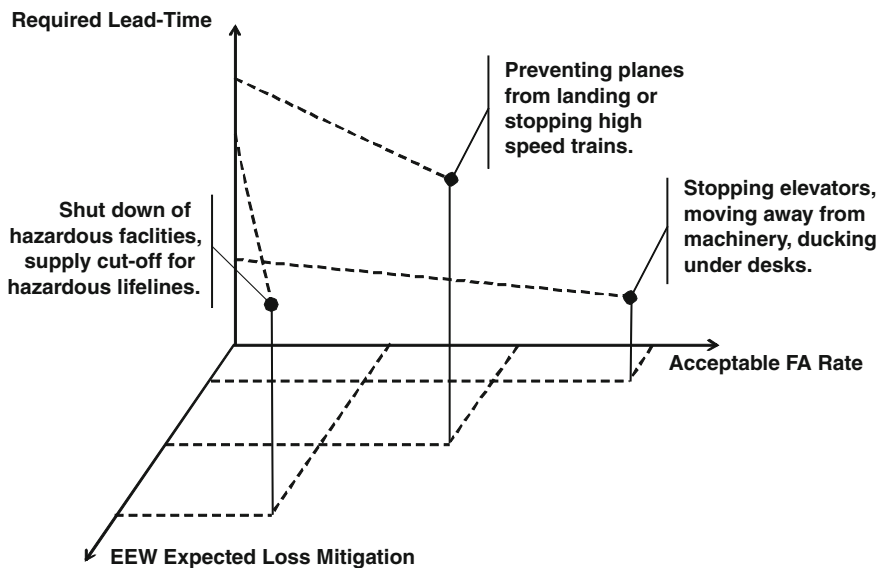 Required Lead-Time
Preventing planes
from landing or
stopping high
speed trains.
Stopping elevators,
moving away from
machinery, ducking
under desks.
Shut down of
hazardous faclities,
supply cut-off for
hazardous lifelines.
Acceptable FA Rate
EEW Expected Loss Mitigation